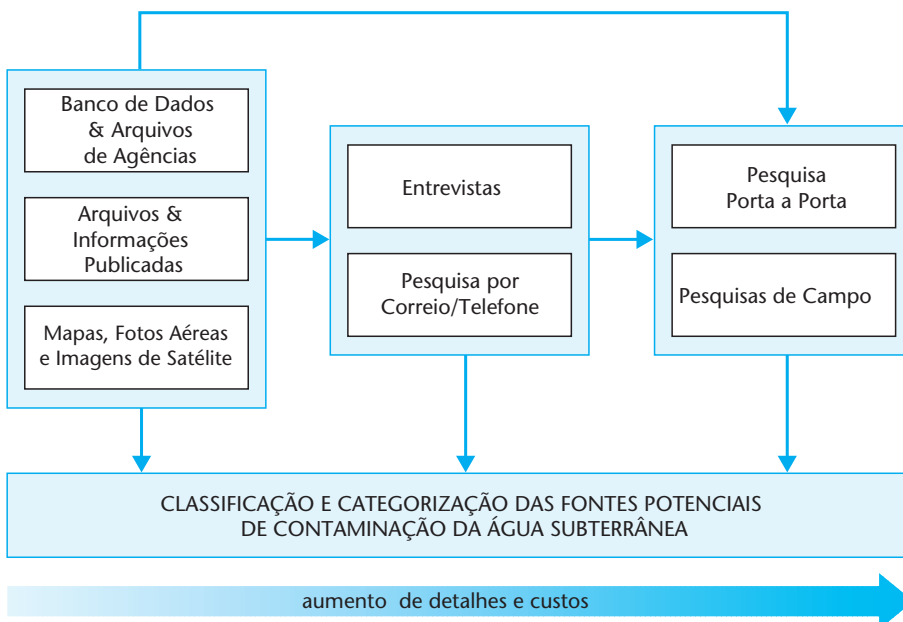 Banco de Dados
& Arquivos
de Agências
Arquivos &
Informações
Publicadas
Mapas, Fotos Aéreas
e Imagens de Satélite
Entrevistas
Pesquisa por
Correio/Telefone
Pesquisa
Porta a Porta
Pesquisas de Campo
CLASSIFICAÇÃO E CATEGORIZAÇÃO DAS FONTES POTENCIAIS
DE CONTAMINAÇÃO DA ÁGUA SUBTERRÂNEA
aumento de detalhes e custos